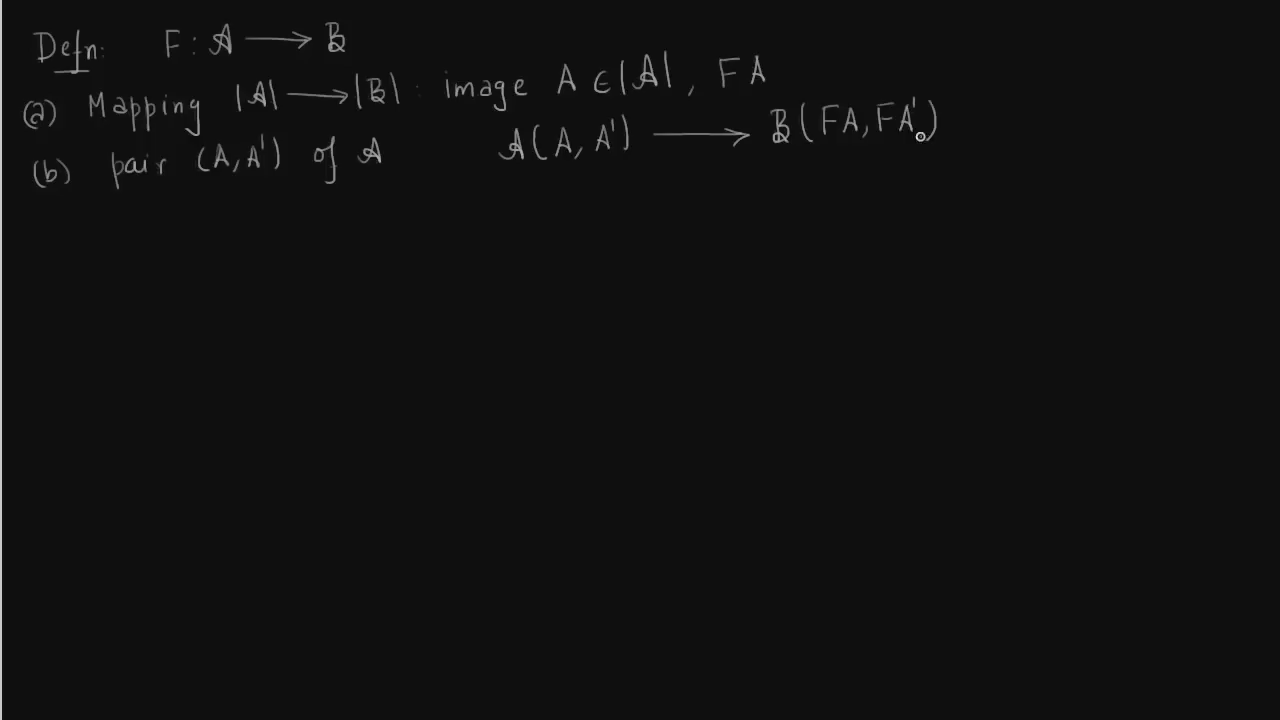 Defn: F : 𝒜 ⟶ ℬ
(a) Mapping |𝒜| ⟶ |ℬ| : image A ∈ |𝒜| , FA
(b) pair (A, A') of 𝒜 𝒜(A, A') ⟶ ℬ(FA, FA')